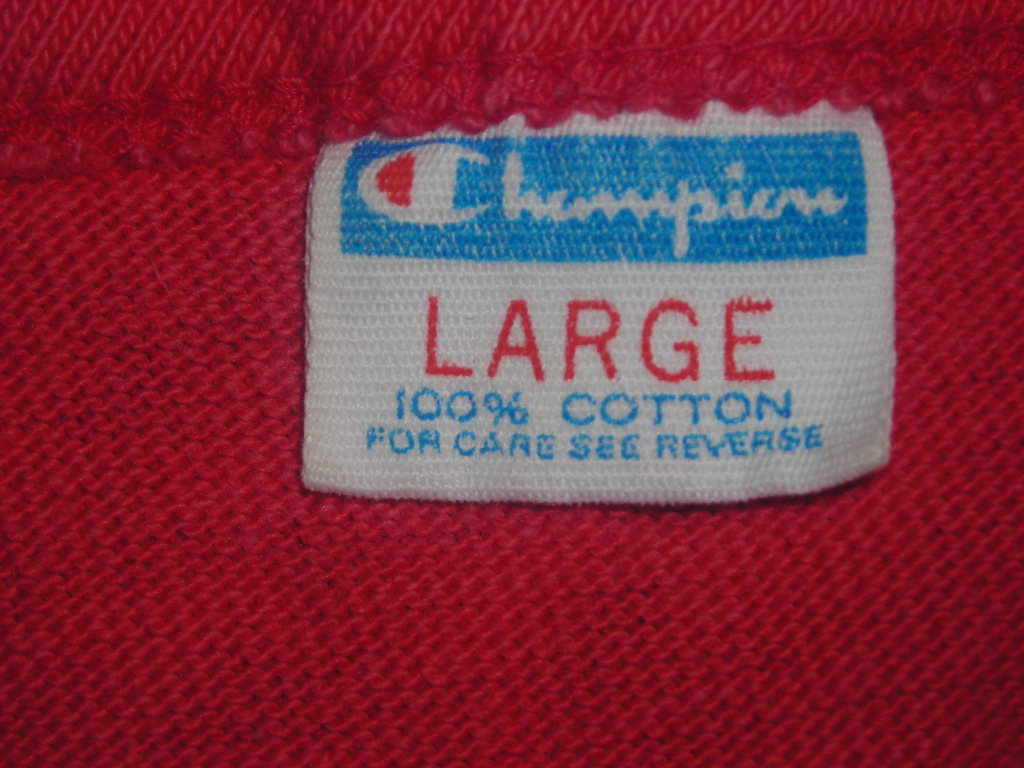 Champion
LARGE
100% COTTON
FOR CARE SEE REVERSE